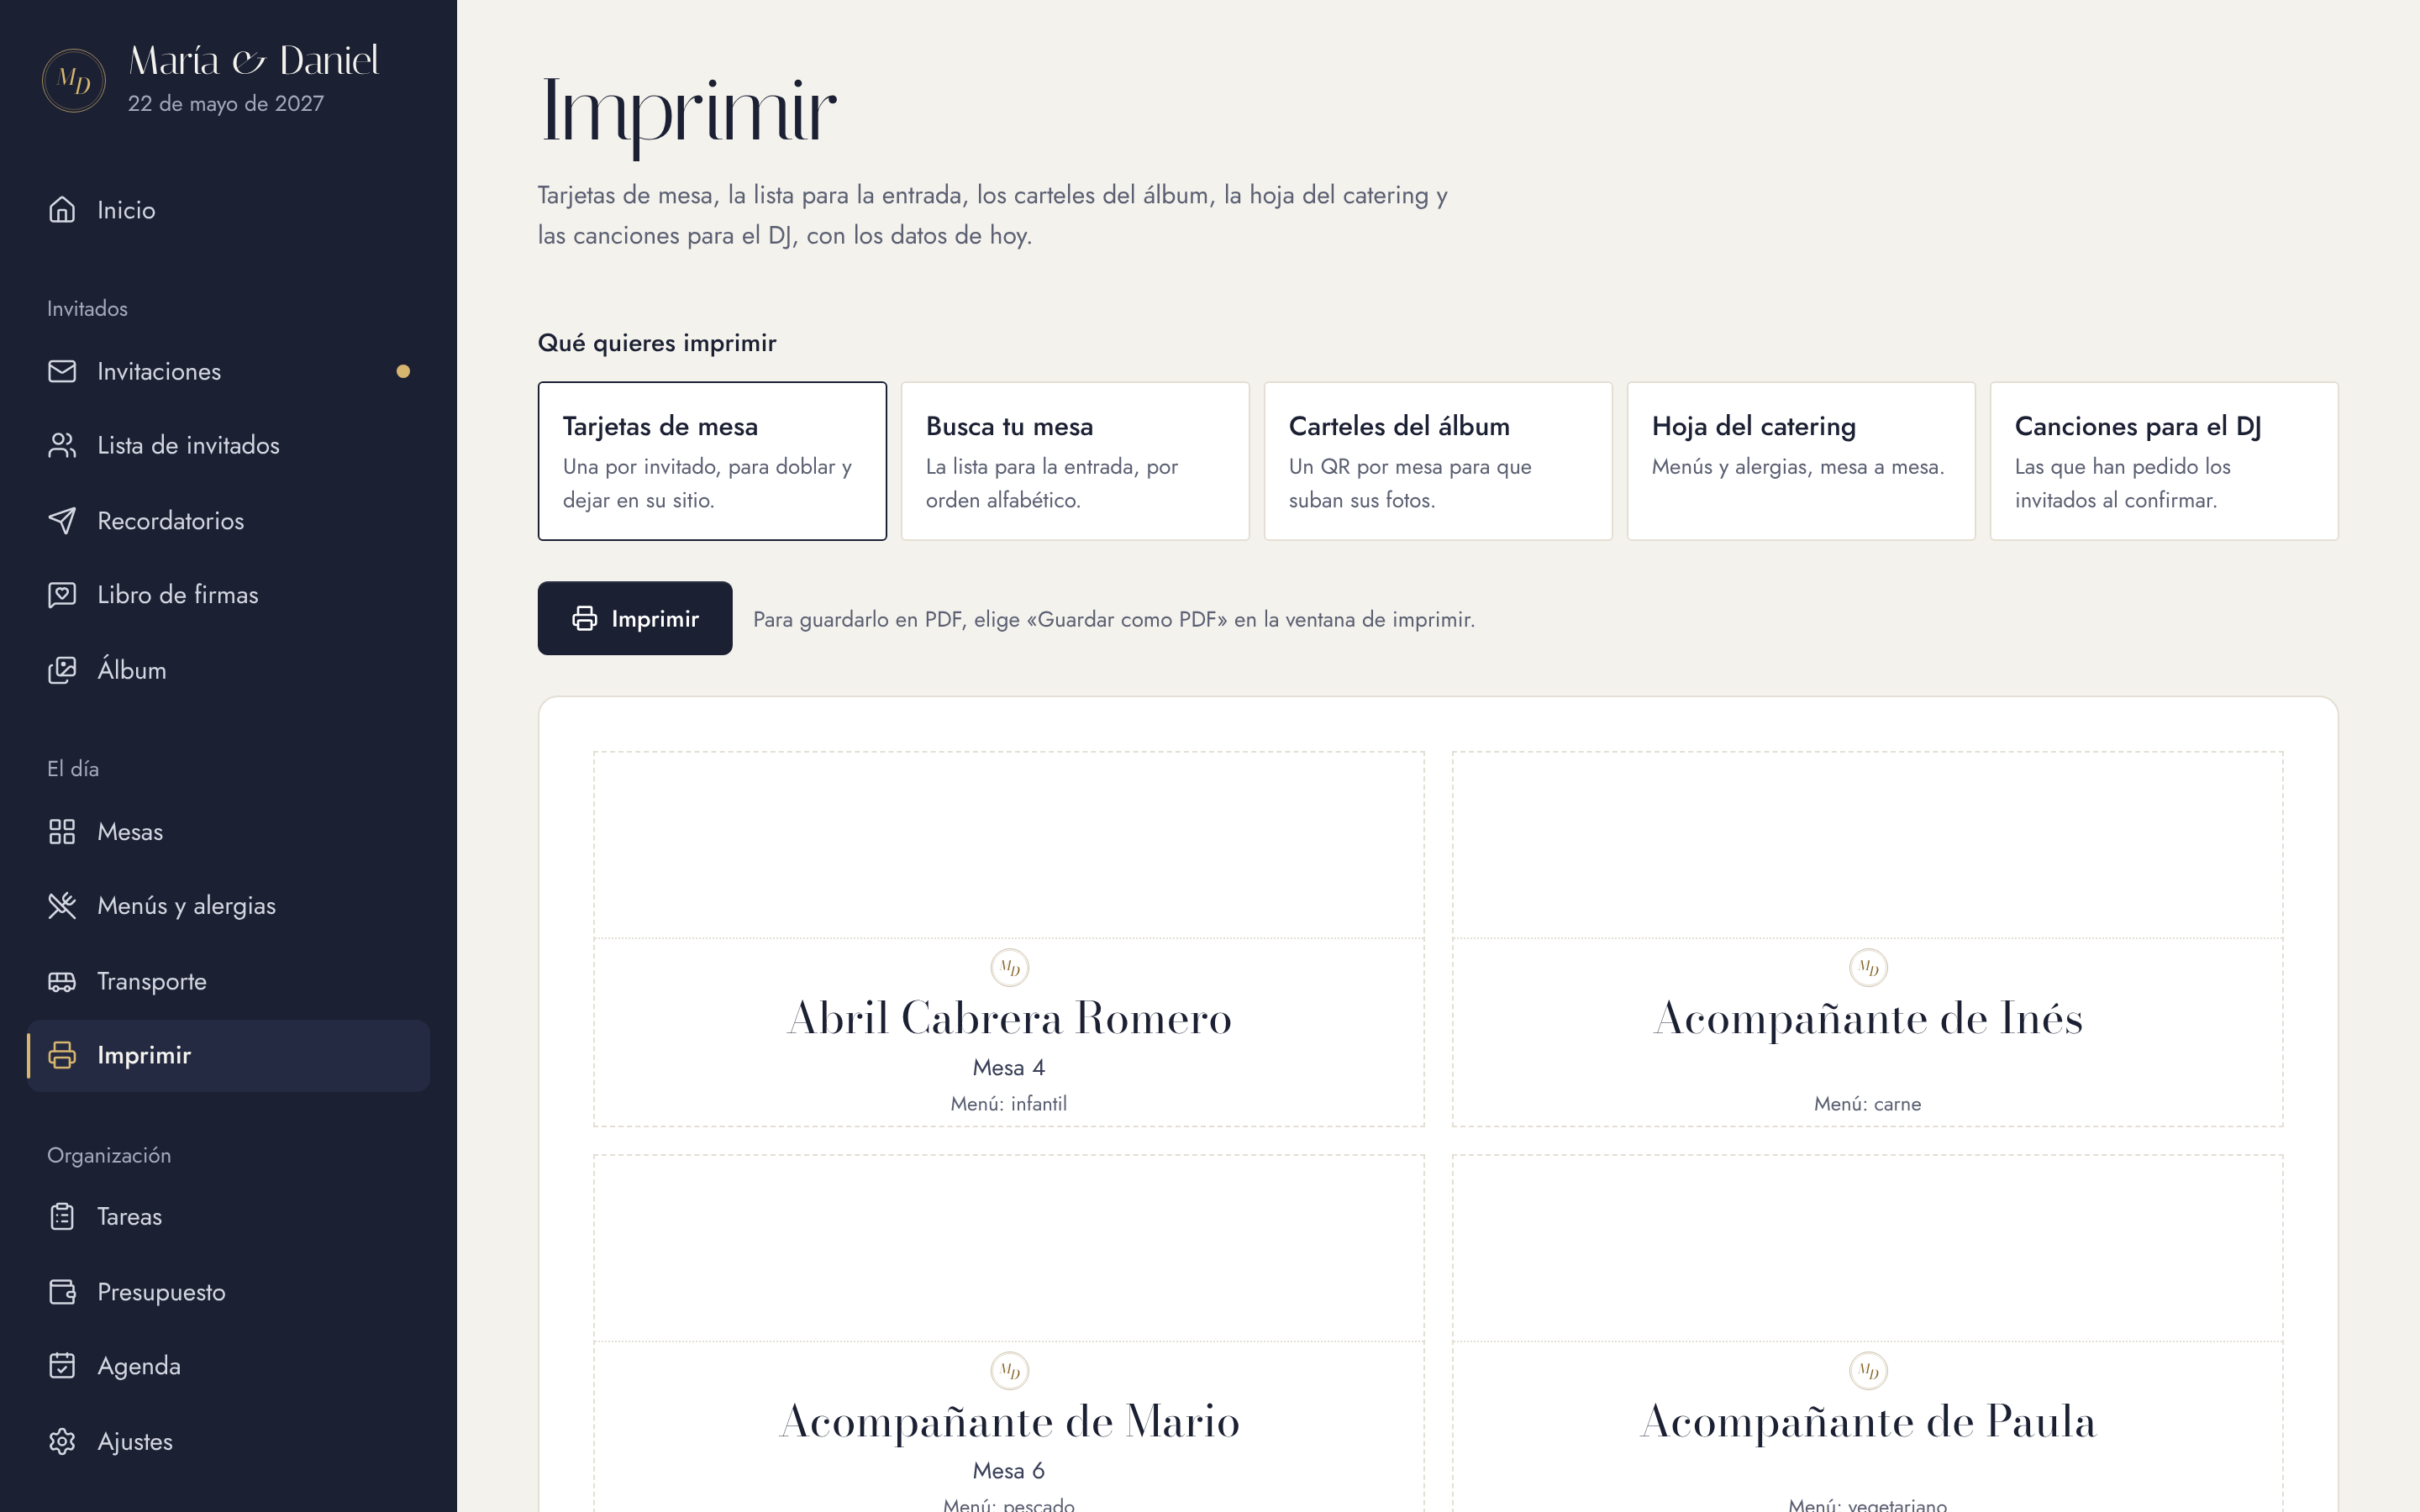 MD
María & Daniel
22 de mayo de 2027
Inicio
Invitados
Invitaciones
Lista de invitados
Recordatorios
Libro de firmas
Álbum
El día
Mesas
Menús y alergias
Transporte
Imprimir
Organización
Tareas
Presupuesto
Agenda
Ajustes
Imprimir
Tarjetas de mesa, la lista para la entrada, los carteles del álbum, la hoja del catering y
las canciones para el DJ, con los datos de hoy.
Qué quieres imprimir
Tarjetas de mesa
Una por invitado, para doblar y
dejar en su sitio.
Busca tu mesa
La lista para la entrada, por
orden alfabético.
Carteles del álbum
Un QR por mesa para que
suban sus fotos.
Hoja del catering
Menús y alergias, mesa a mesa.
Canciones para el DJ
Las que han pedido los
invitados al confirmar.
Imprimir
Para guardarlo en PDF, elige «Guardar como PDF» en la ventana de imprimir.
MD
Abril Cabrera Romero
Mesa 4
Menú: infantil
MD
Acompañante de Inés
Menú: carne
MD
Acompañante de Mario
Mesa 6
Menú: pescado
MD
Acompañante de Paula
Menú: vegetariano